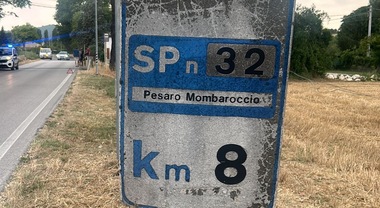 SP n 32
Pesaro Mombaroccio
km 8